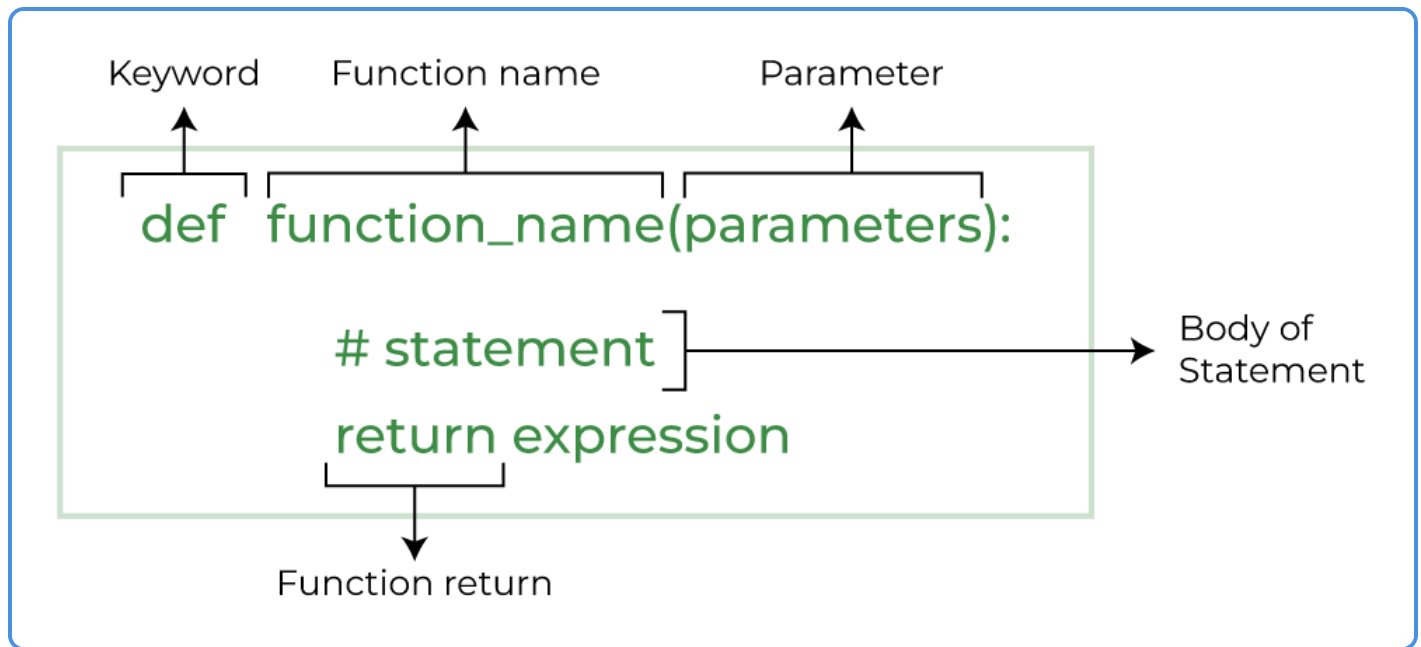 Keyword
Function name
Parameter
def function_name(parameters):
# statement
Body of
Statement
return expression
Function return